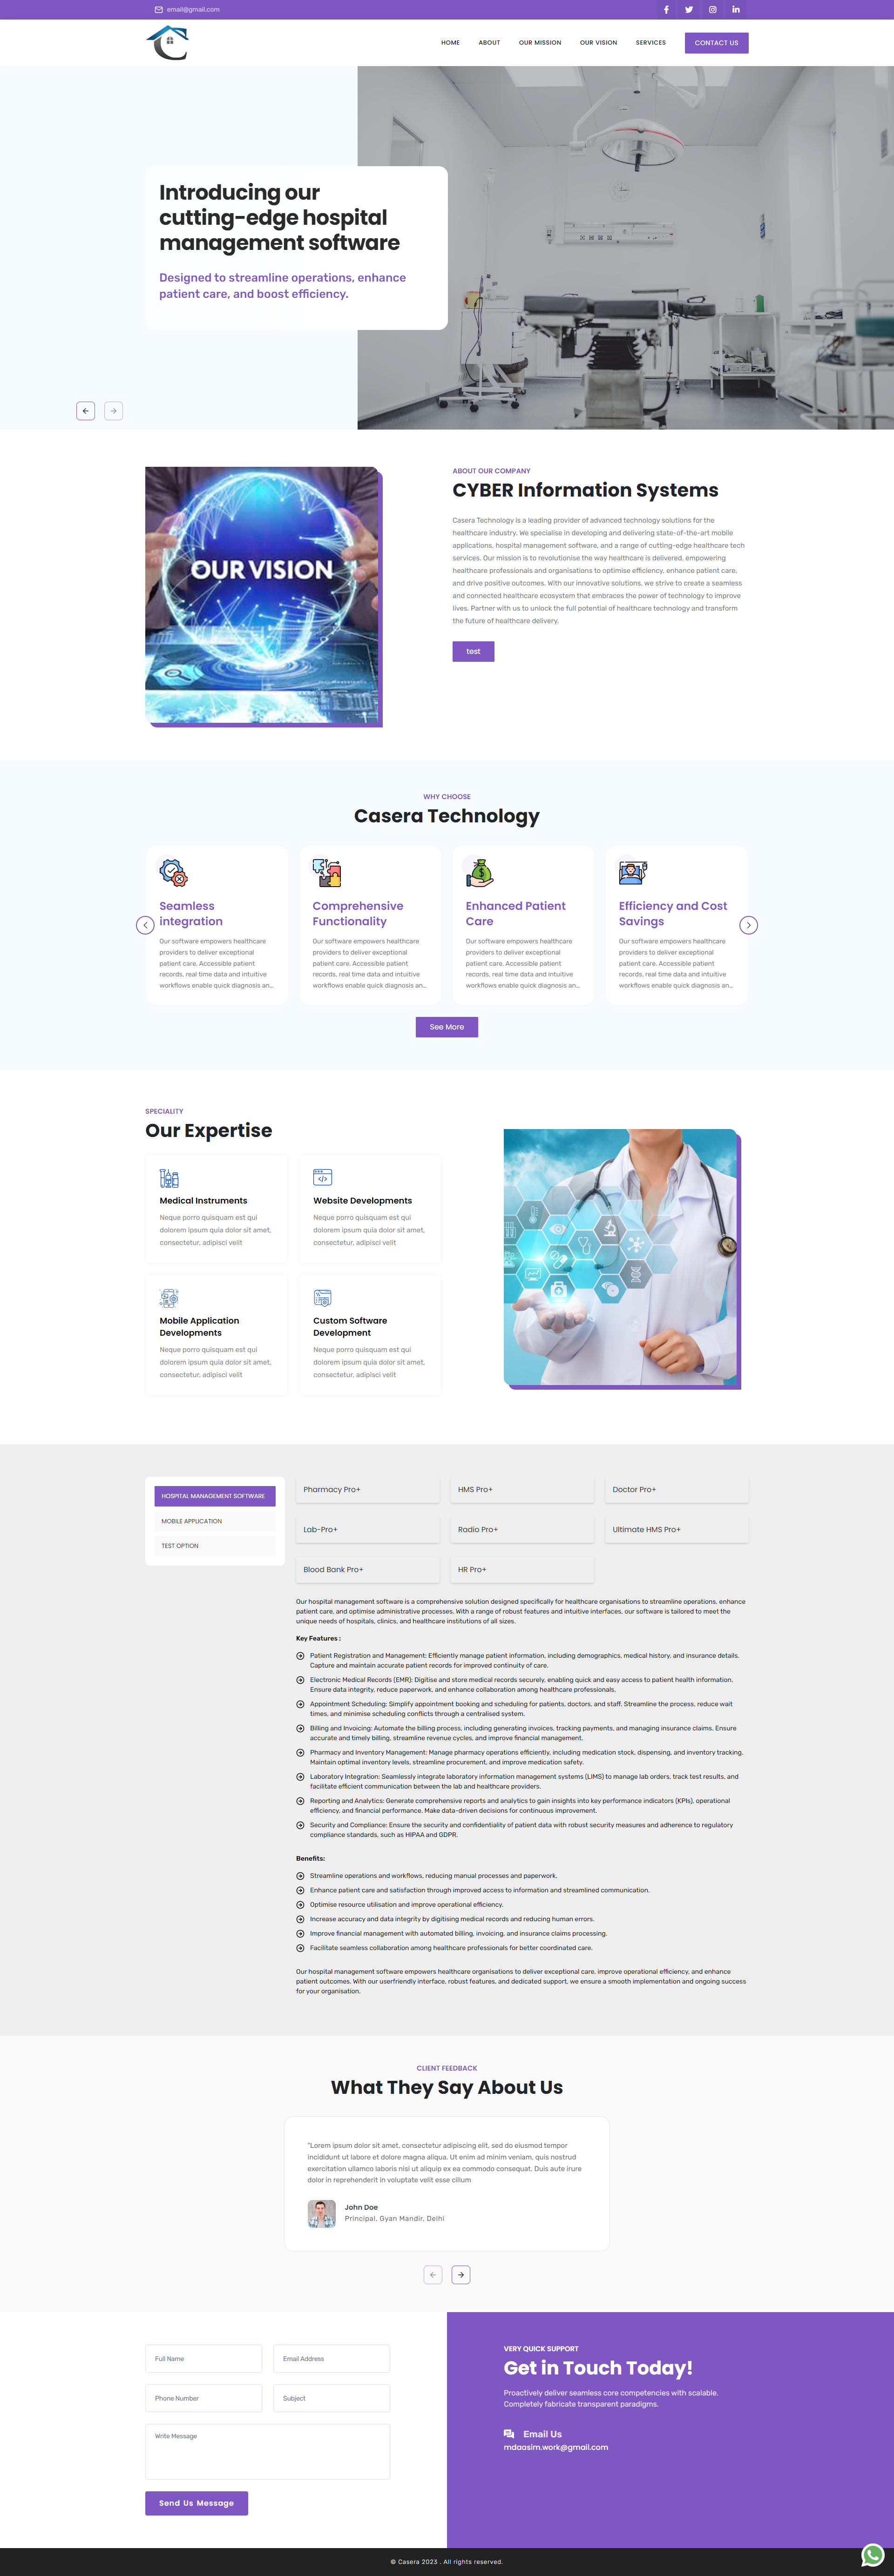 email@gmail.com
HOME
ABOUT
OUR MISSION
OUR VISION
SERVICES
CONTACT US
Introducing our
cutting-edge hospital
management software
Designed to streamline operations, enhance
patient care, and boost efficiency.
OUR VISION
ABOUT OUR COMPANY
CYBER Information Systems
Casera Technology is a leading provider of advanced technology solutions for the
healthcare industry. We specialise in developing and delivering state-of-the-art mobile
applications, hospital management software, and a range of cutting-edge healthcare tech
services. Our mission is to revolutionise the way healthcare is delivered, empowering
healthcare professionals and organisations to optimise efficiency, enhance patient care,
and drive positive outcomes. With our innovative solutions, we strive to create a seamless
and connected healthcare ecosystem that embraces the power of technology to improve
lives. Partner with us to unlock the full potential of healthcare technology and transform
the future of healthcare delivery.
test
WHY CHOOSE
Casera Technology
Seamless
integration
Our software empowers healthcare
providers to deliver exceptional
patient care. Accessible patient
records, real time data and intuitive
workflows enable quick diagnosis an...
Comprehensive
Functionality
Our software empowers healthcare
providers to deliver exceptional
patient care. Accessible patient
records, real time data and intuitive
workflows enable quick diagnosis an...
Enhanced Patient
Care
Our software empowers healthcare
providers to deliver exceptional
patient care. Accessible patient
records, real time data and intuitive
workflows enable quick diagnosis an...
Efficiency and Cost
Savings
Our software empowers healthcare
providers to deliver exceptional
patient care. Accessible patient
records, real time data and intuitive
workflows enable quick diagnosis an...
See More
SPECIALITY
Our Expertise
Medical Instruments
Neque porro quisquam est qui
dolorem ipsum quia dolor sit amet,
consectetur, adipisci velit
Website Developments
Neque porro quisquam est qui
dolorem ipsum quia dolor sit amet,
consectetur, adipisci velit
Mobile Application
Developments
Neque porro quisquam est qui
dolorem ipsum quia dolor sit amet,
consectetur, adipisci velit
Custom Software
Development
Neque porro quisquam est qui
dolorem ipsum quia dolor sit amet,
consectetur, adipisci velit
HOSPITAL MANAGEMENT SOFTWARE
MOBILE APPLICATION
TEST OPTION
Pharmacy Pro+
HMS Pro+
Doctor Pro+
Lab-Pro+
Radio Pro+
Ultimate HMS Pro+
Blood Bank Pro+
HR Pro+
Our hospital management software is a comprehensive solution designed specifically for healthcare organisations to streamline operations, enhance
patient care, and optimise administrative processes. With a range of robust features and intuitive interfaces, our software is tailored to meet the
unique needs of hospitals, clinics, and healthcare institutions of all sizes.
Key Features :
Patient Registration and Management: Efficiently manage patient information, including demographics, medical history, and insurance details.
Capture and maintain accurate patient records for improved continuity of care.
Electronic Medical Records (EMR): Digitise and store medical records securely, enabling quick and easy access to patient health information.
Ensure data integrity, reduce paperwork, and enhance collaboration among healthcare professionals.
Appointment Scheduling: Simplify appointment booking and scheduling for patients, doctors, and staff. Streamline the process, reduce wait
times, and minimise scheduling conflicts through a centralised system.
Billing and Invoicing: Automate the billing process, including generating invoices, tracking payments, and managing insurance claims. Ensure
accurate and timely billing, streamline revenue cycles, and improve financial management.
Pharmacy and Inventory Management: Manage pharmacy operations efficiently, including medication stock, dispensing, and inventory tracking.
Maintain optimal inventory levels, streamline procurement, and improve medication safety.
Laboratory Integration: Seamlessly integrate laboratory information management systems (LIMS) to manage lab orders, track test results, and
facilitate efficient communication between the lab and healthcare providers.
Reporting and Analytics: Generate comprehensive reports and analytics to gain insights into key performance indicators (KPIs), operational
efficiency, and financial performance. Make data-driven decisions for continuous improvement.
Security and Compliance: Ensure the security and confidentiality of patient data with robust security measures and adherence to regulatory
compliance standards, such as HIPAA and GDPR.
Benefits:
Streamline operations and workflows, reducing manual processes and paperwork.
Enhance patient care and satisfaction through improved access to information and streamlined communication.
Optimise resource utilisation and improve operational efficiency.
Increase accuracy and data integrity by digitising medical records and reducing human errors.
Improve financial management with automated billing, invoicing, and insurance claims processing.
Facilitate seamless collaboration among healthcare professionals for better coordinated care.
Our hospital management software empowers healthcare organisations to deliver exceptional care, improve operational efficiency, and enhance
patient outcomes. With our userfriendly interface, robust features, and dedicated support, we ensure a smooth implementation and ongoing success
for your organisation.
CLIENT FEEDBACK
What They Say About Us
"Lorem ipsum dolor sit amet, consectetur adipiscing elit, sed do eiusmod tempor
incididunt ut labore et dolore magna aliqua. Ut enim ad minim veniam, quis nostrud
exercitation ullamco laboris nisi ut aliquip ex ea commodo consequat. Duis aute irure
dolor in reprehenderit in voluptate velit esse cillum
John Doe
Principal, Gyan Mandir, Delhi
Full Name
Email Address
Phone Number
Subject
Write Message
Send Us Message
VERY QUICK SUPPORT
Get in Touch Today!
Proactively deliver seamless core competencies with scalable.
Completely fabricate transparent paradigms.
Email Us
mdaasim.work@gmail.com
© Casera 2023 . All rights reserved.